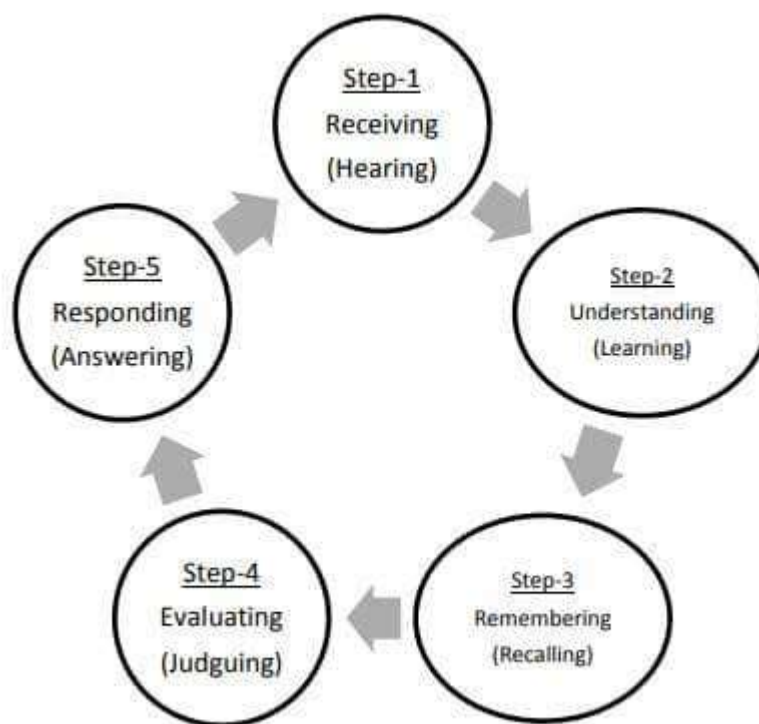 Step-1
Receiving
(Hearing)
Step-2
Understanding
(Learning)
Step-3
Remembering
(Recalling)
Step-4
Evaluating
(Judguing)
Step-5
Responding
(Answering)